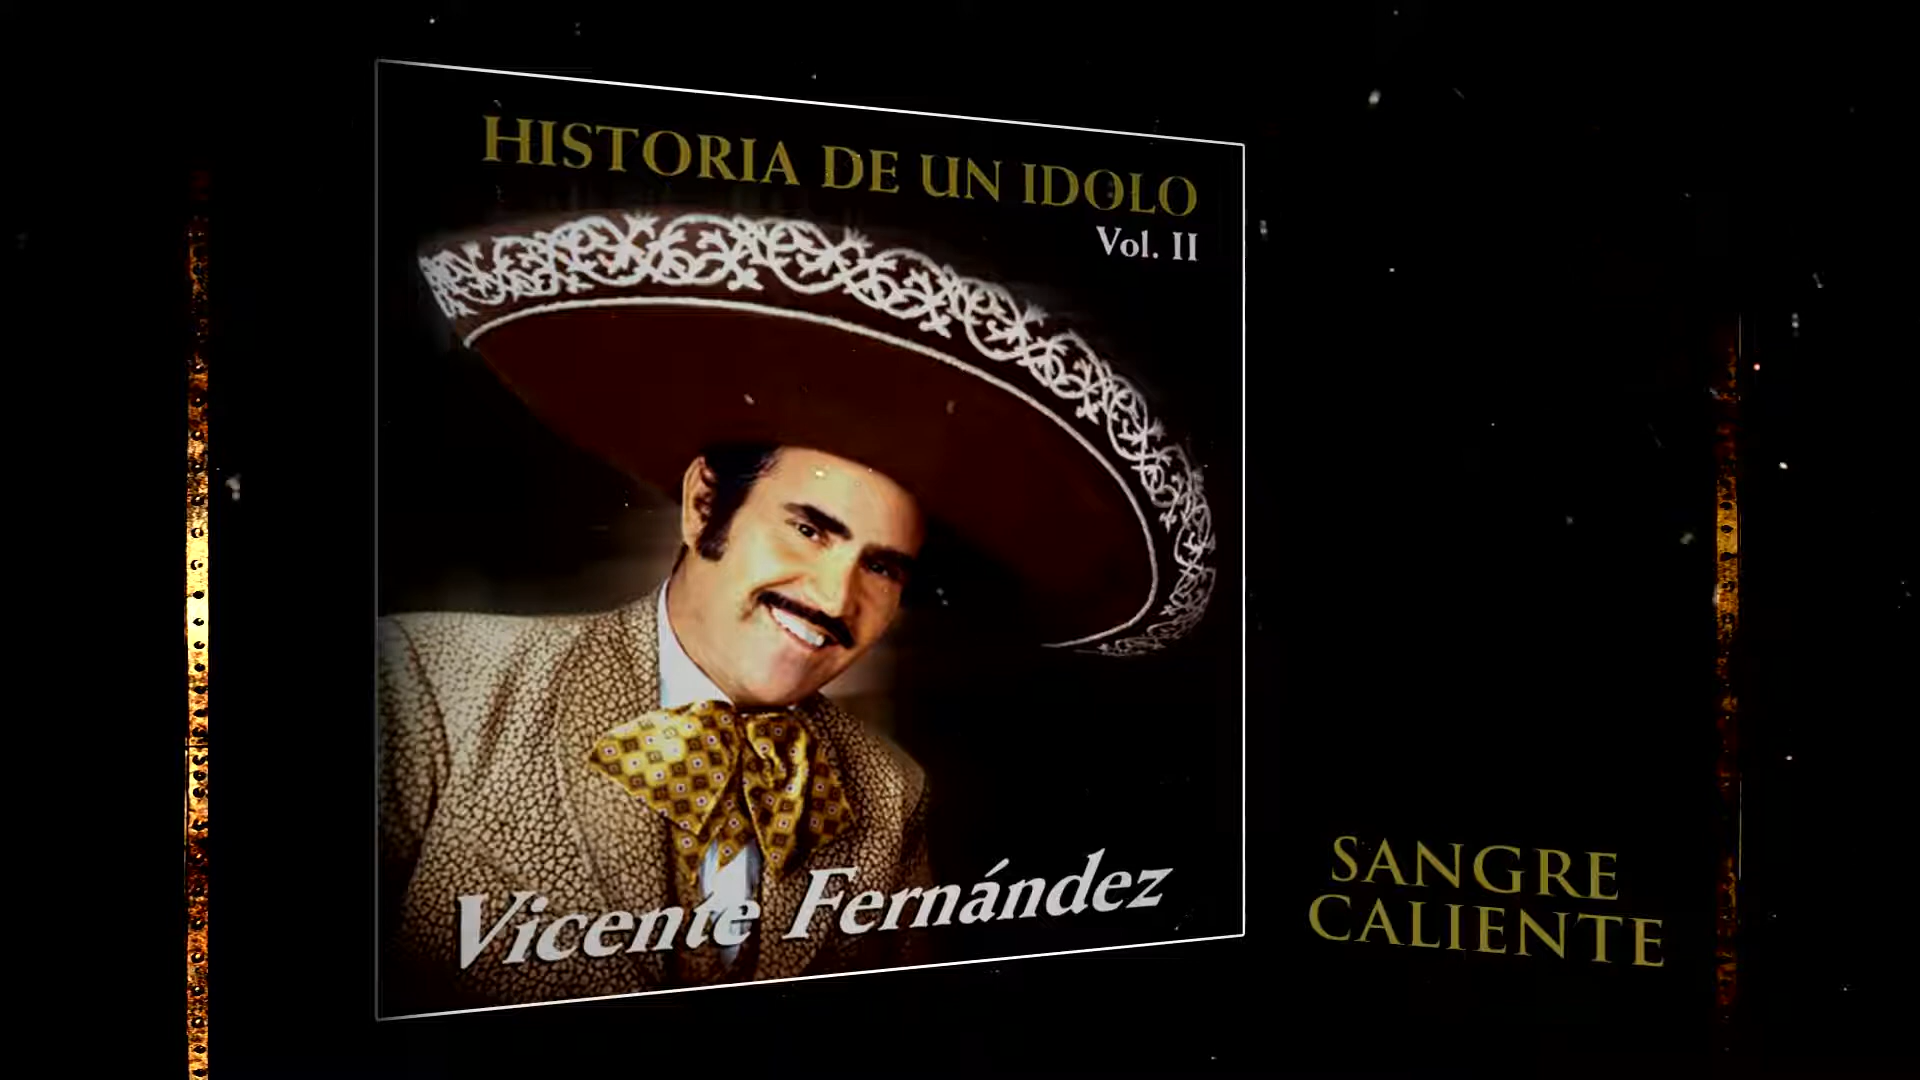 HISTORIA DE UN IDOLO
Vol. II
Vicente Fernández
SANGRE
CALIENTE